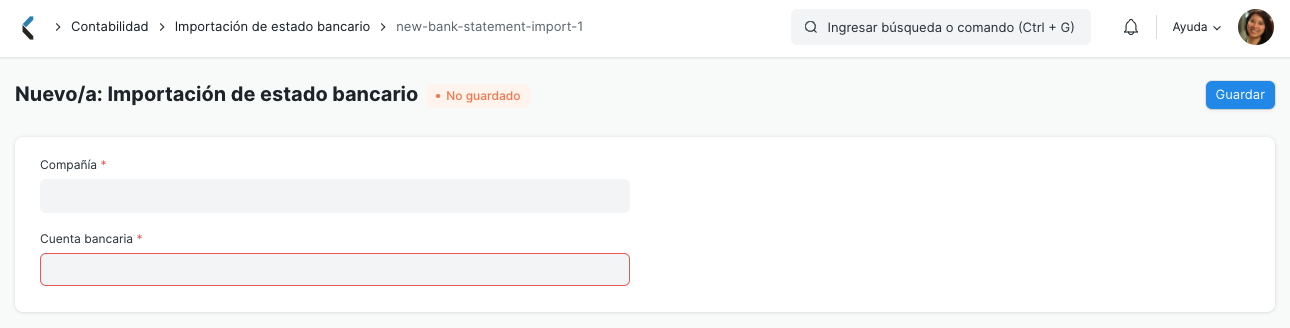 Contabilidad > Importación de estado bancario > new-bank-statement-import-1
Ingresar búsqueda o comando (Ctrl + G)
Ayuda
Nuevo/a: Importación de estado bancario
• No guardado
Guardar
Compañía *
Cuenta bancaria *